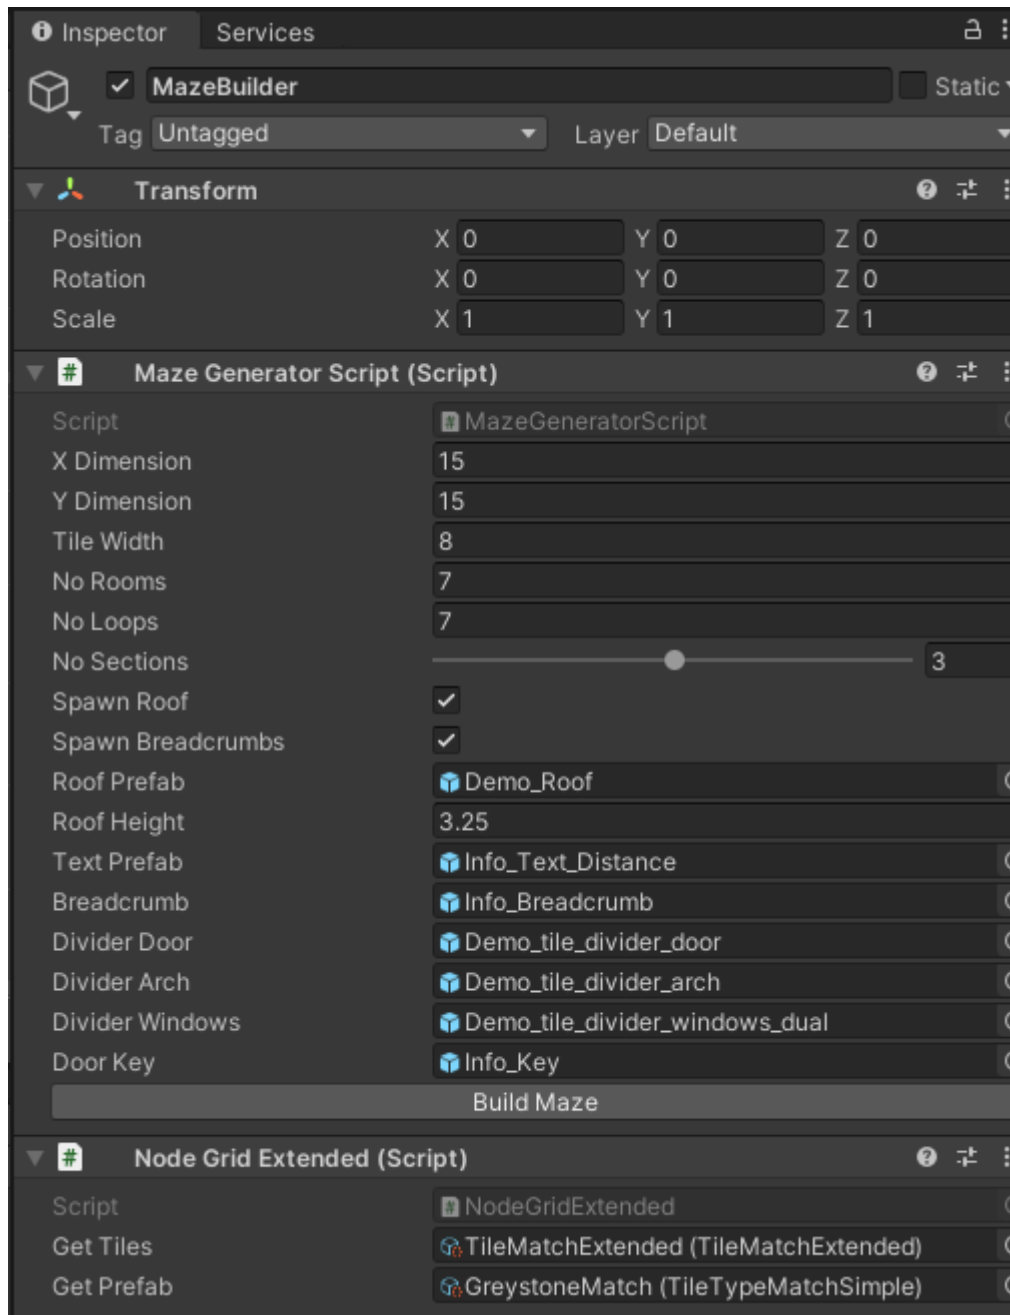 Inspector Services
MazeBuilder Static
Tag Untagged Layer Default
Transform
Position X 0 Y 0 Z 0
Rotation X 0 Y 0 Z 0
Scale X 1 Y 1 Z 1
# Maze Generator Script (Script)
Script # MazeGeneratorScript
X Dimension 15
Y Dimension 15
Tile Width 8
No Rooms 7
No Loops 7
No Sections 3
Spawn Roof
Spawn Breadcrumbs
Roof Prefab Demo_Roof
Roof Height 3.25
Text Prefab Info_Text_Distance
Breadcrumb Info_Breadcrumb
Divider Door Demo_tile_divider_door
Divider Arch Demo_tile_divider_arch
Divider Windows Demo_tile_divider_windows_dual
Door Key Info_Key
Build Maze
# Node Grid Extended (Script)
Script # NodeGridExtended
Get Tiles TileMatchExtended (TileMatchExtended)
Get Prefab GreystoneMatch (TileTypeMatchSimple)